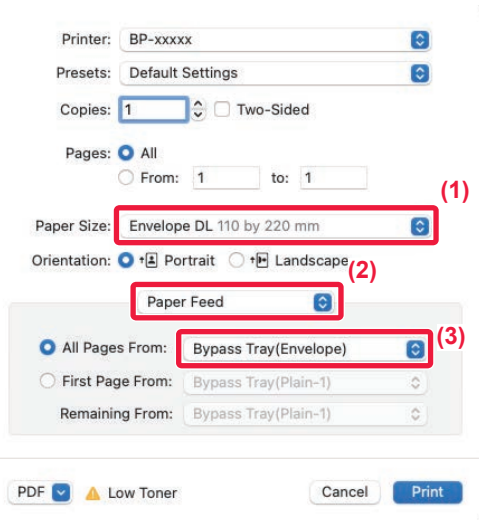 Printer: BP-xxxxx
Presets: Default Settings
Copies: 1 Two-Sided
Pages: All
From: 1 to: 1
(1)
Paper Size: Envelope DL 110 by 220 mm
Orientation: Portrait Landscape
(2)
Paper Feed
(3)
All Pages From: Bypass Tray(Envelope)
First Page From: Bypass Tray(Plain-1)
Remaining From: Bypass Tray(Plain-1)
PDF Low Toner Cancel Print